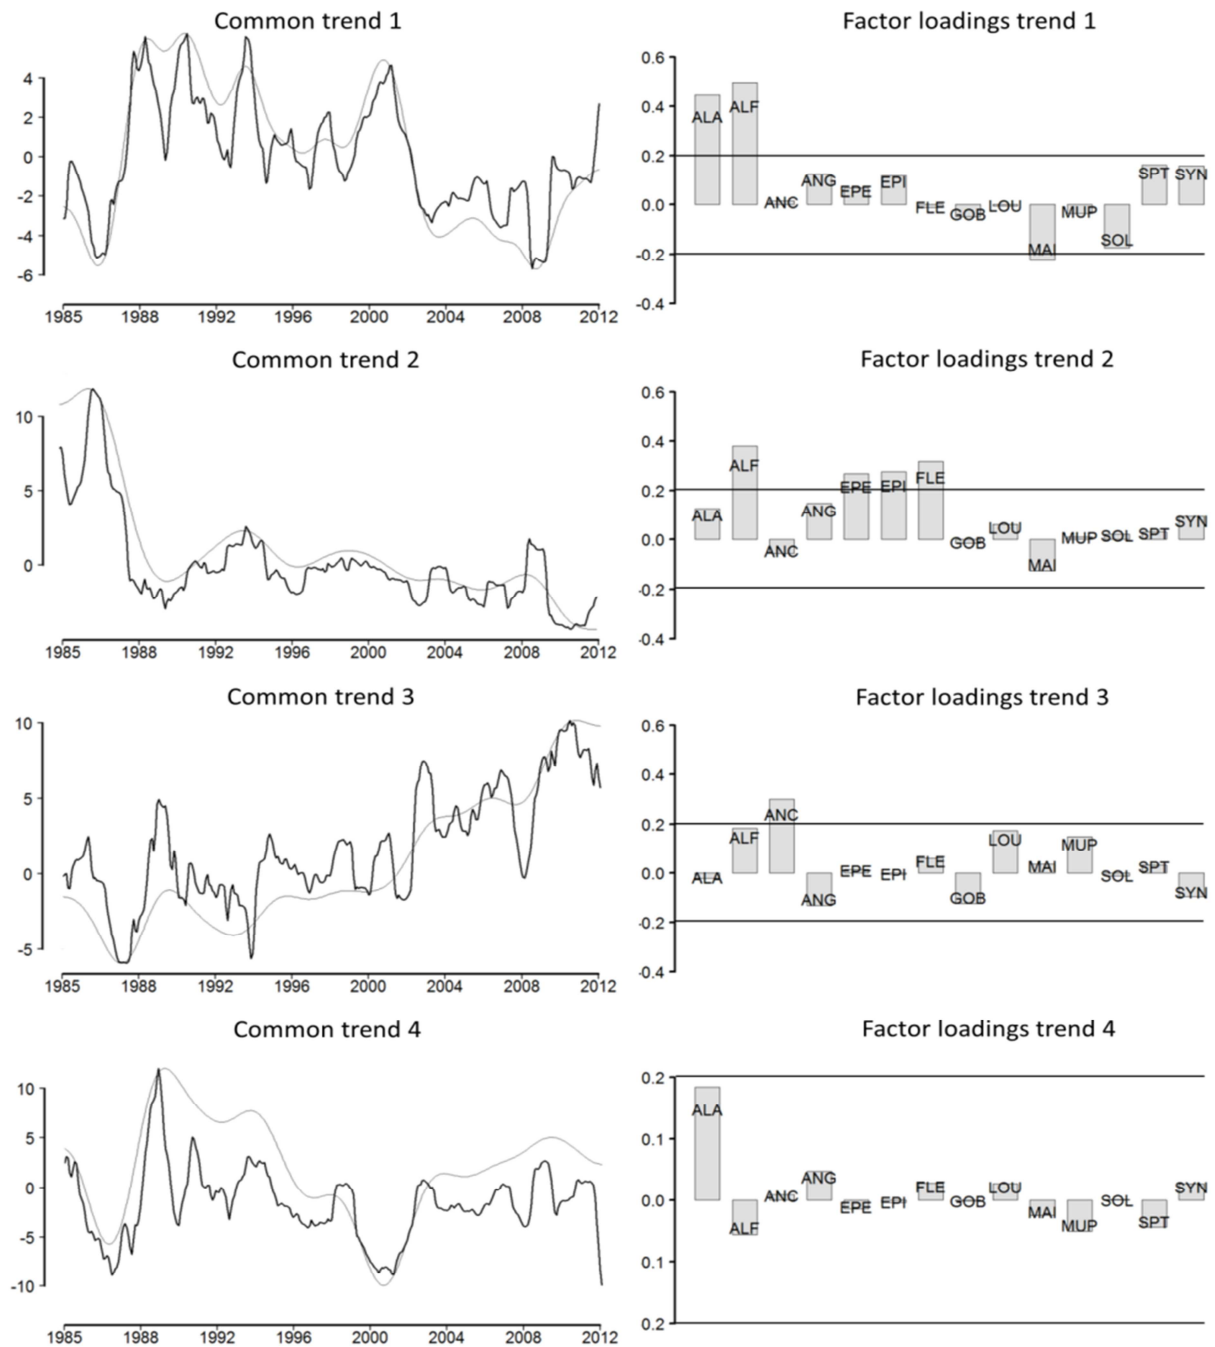 Common trend 1
4
2
0
-2
-4
-6
1985 1988 1992 1996 2000 2004 2008 2012
Factor loadings trend 1
0.6
0.4
0.2
0.0
-0.2
-0.4
ALA ALF ANC ANG EPE EPI FLE GOB LOU MAI MUP SOL SPT SYN
Common trend 2
10
5
0
1985 1988 1992 1996 2000 2004 2008 2012
Factor loadings trend 2
0.6
0.4
0.2
0.0
-0.2
-0.4
ALA ALF ANC ANG EPE EPI FLE GOB LOU MAI MUP SOL SPT SYN
Common trend 3
10
5
0
-5
1985 1988 1992 1996 2000 2004 2008 2012
Factor loadings trend 3
0.6
0.4
0.2
0.0
-0.2
-0.4
ALA ALF ANC ANG EPE EPI FLE GOB LOU MAI MUP SOL SPT SYN
Common trend 4
10
5
0
-5
-10
1985 1988 1992 1996 2000 2004 2008 2012
Factor loadings trend 4
0.2
0.1
0.0
0.1
0.2
ALA ALF ANC ANG EPE EPI FLE GOB LOU MAI MUP SOL SPT SYN